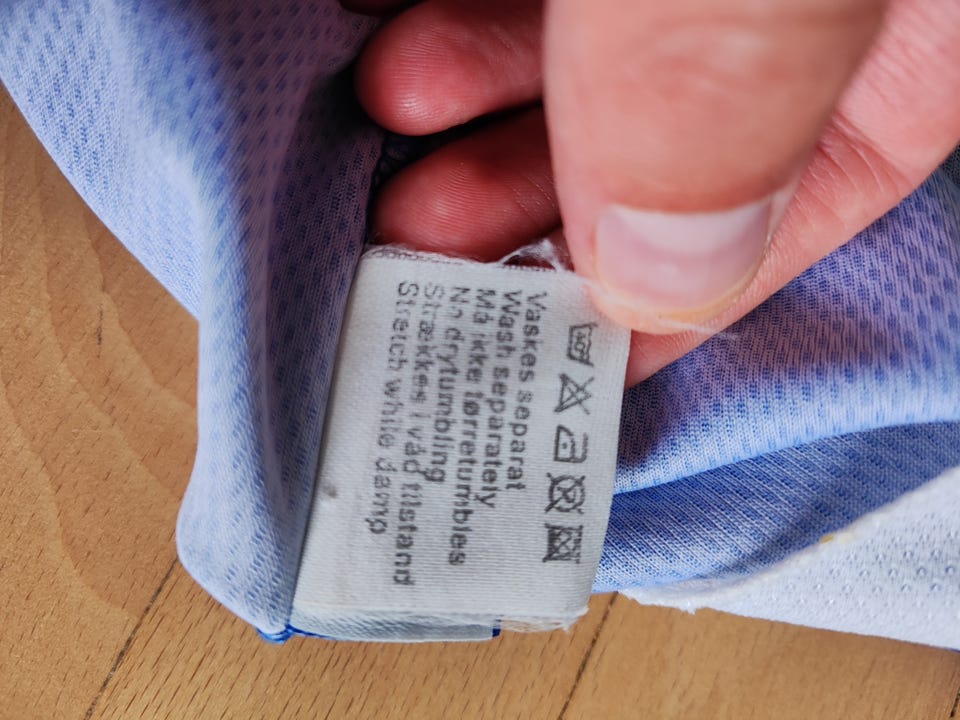 Vaskes separat
Wash separately
Må ikke tørretumbles
No drytumbling
Strækkes i våd tilstand
Stretch while damp